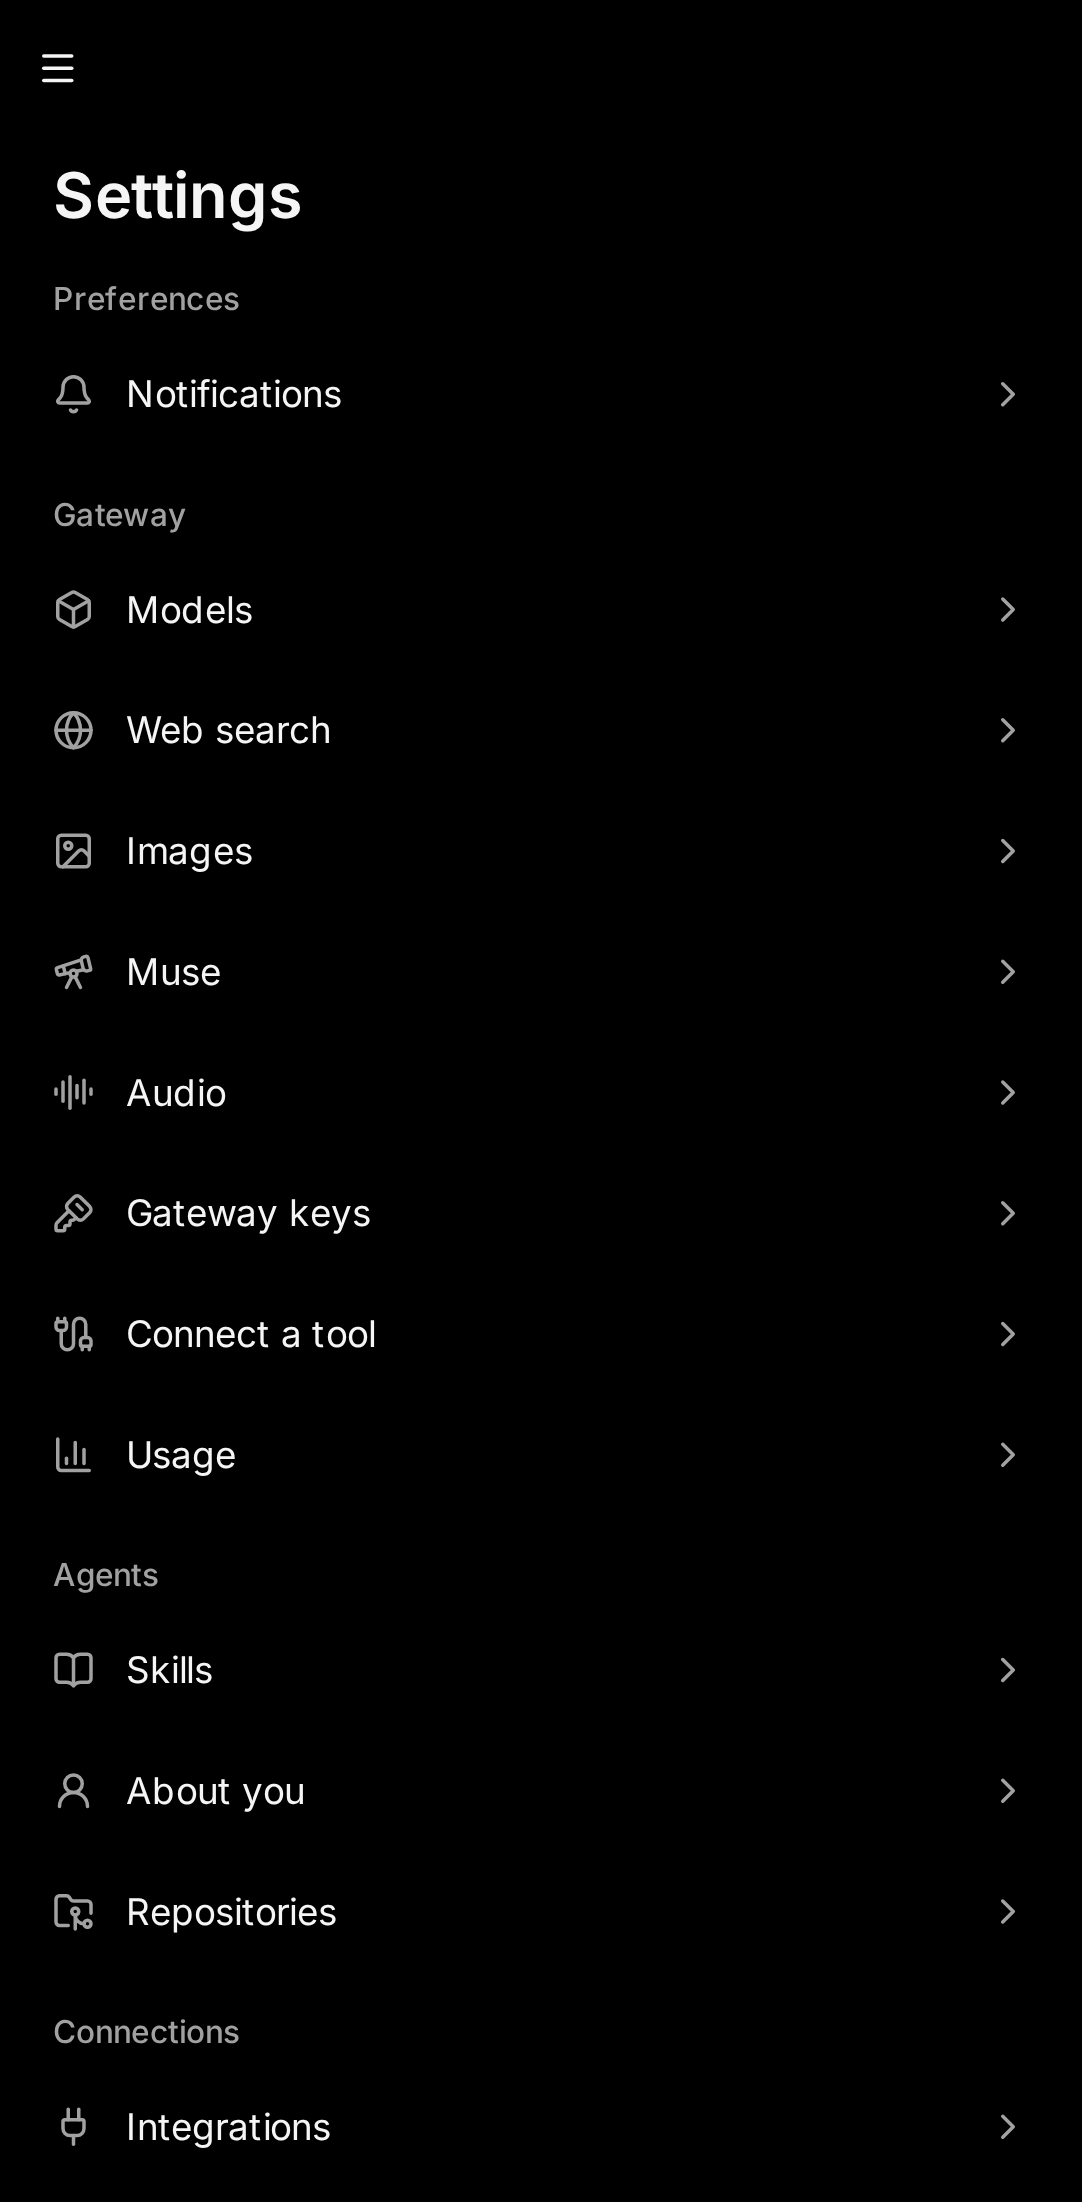 Settings
Preferences
Notifications
Gateway
Models
Web search
Images
Muse
Audio
Gateway keys
Connect a tool
Usage
Agents
Skills
About you
Repositories
Connections
Integrations